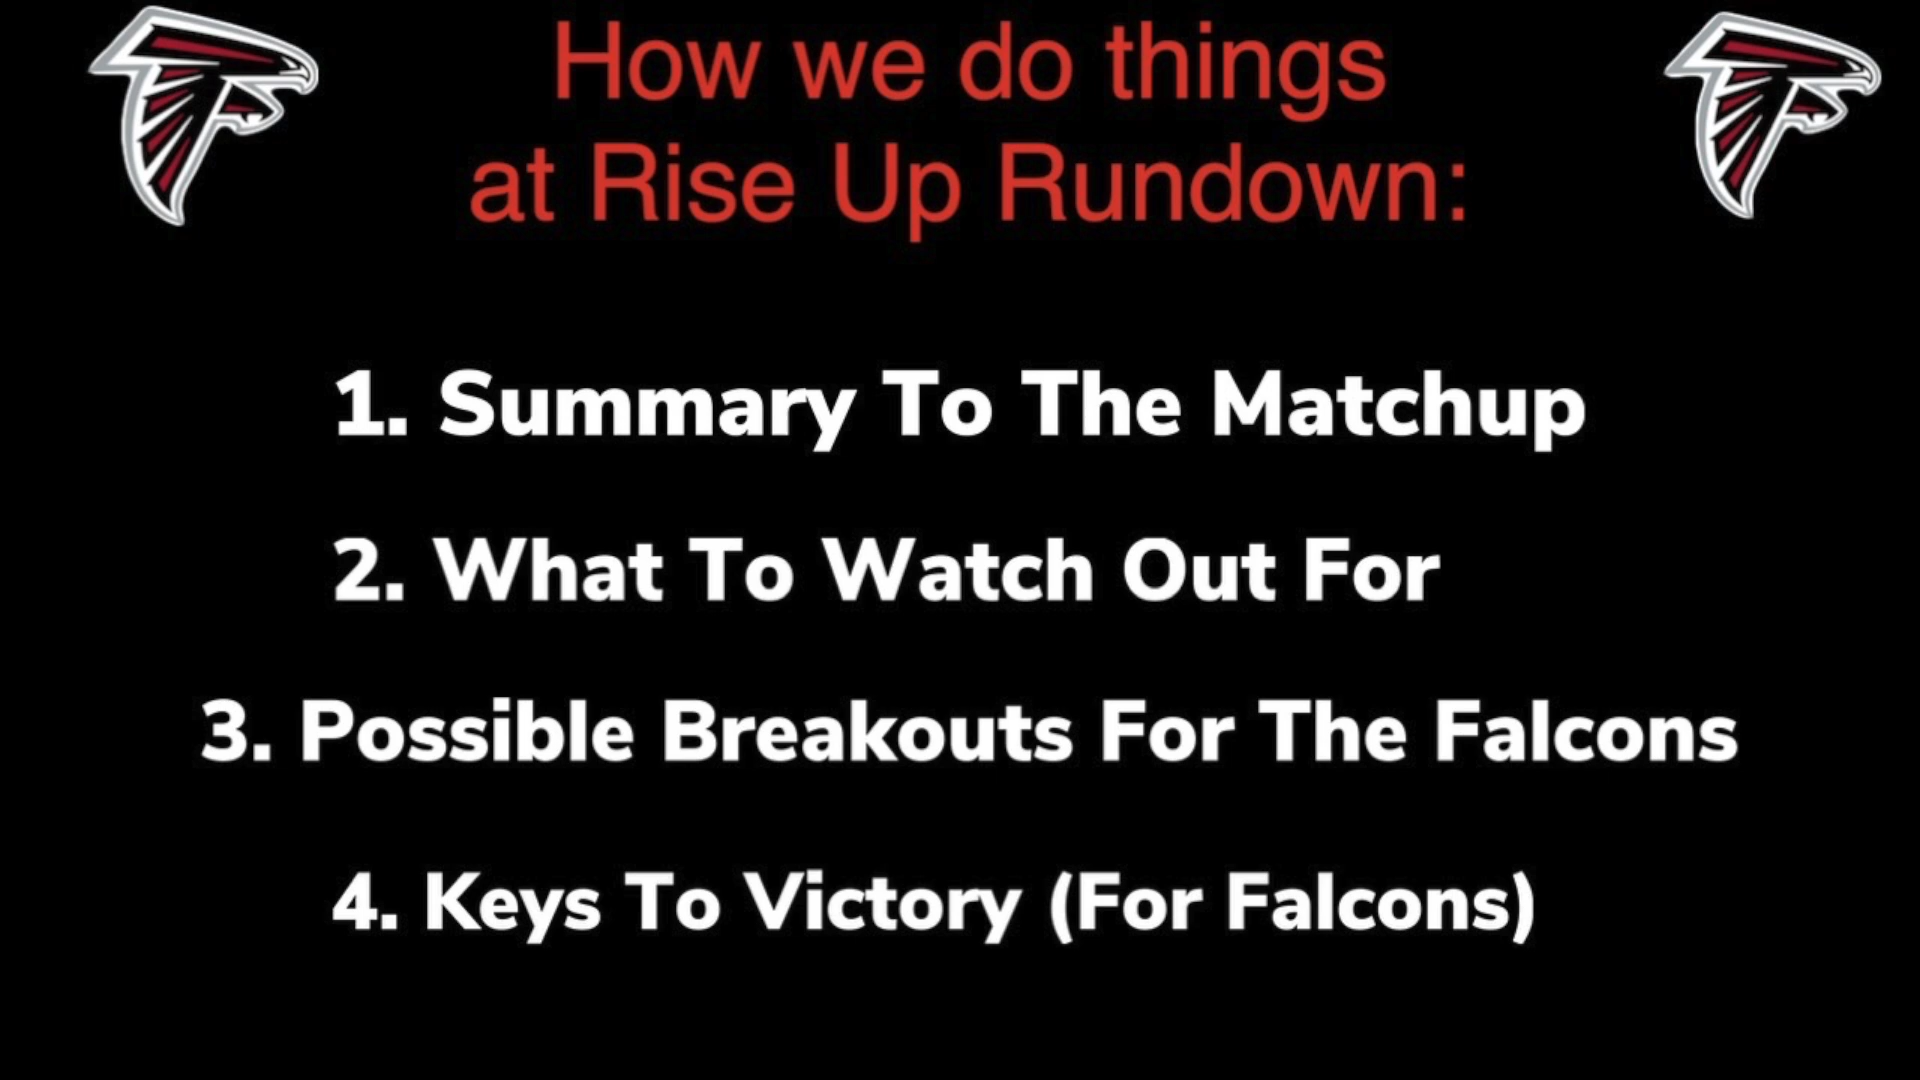 How we do things
at Rise Up Rundown:
1. Summary To The Matchup
2. What To Watch Out For
3. Possible Breakouts For The Falcons
4. Keys To Victory (For Falcons)